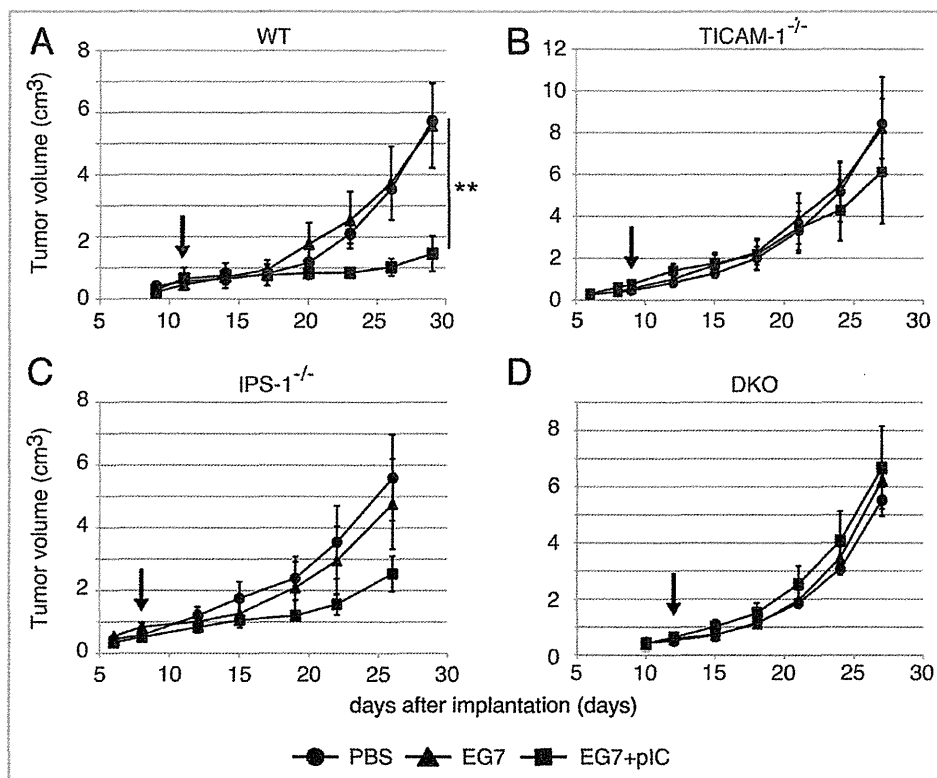 A
WT
Tumor volume (cm3)
8
6
4
2
0
5 10 15 20 25 30
**
B
TICAM-1-/-
12
10
8
6
4
2
0
5 10 15 20 25 30
C
IPS-1-/-
Tumor volume (cm3)
8
6
4
2
0
5 10 15 20 25 30
D
DKO
8
6
4
2
0
5 10 15 20 25 30
days after implantation (days)
PBS EG7 EG7+pIC